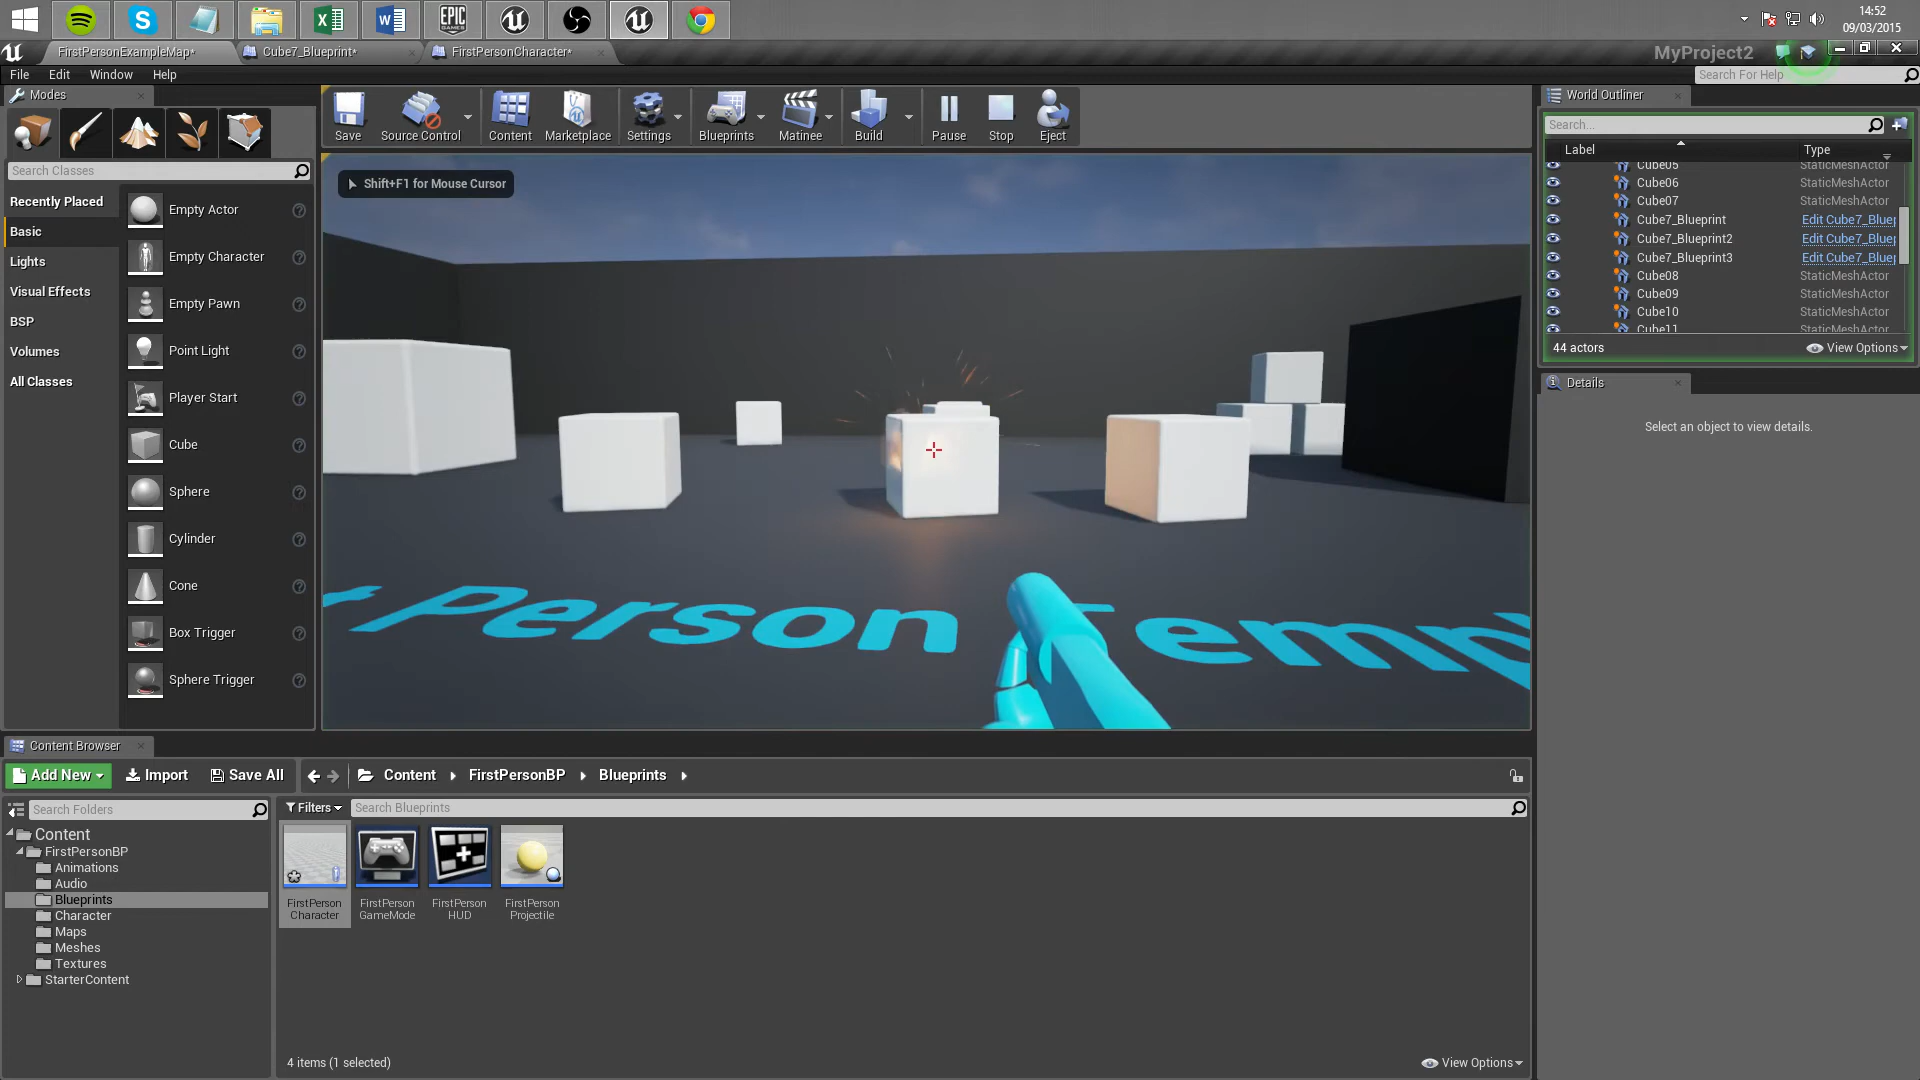 14:52
09/03/2015
FirstPersonExampleMap*
Cube7_Blueprint*
FirstPersonCharacter*
MyProject2
File Edit Window Help
Search For Help
Modes
Search Classes
Recently Placed
Basic
Lights
Visual Effects
BSP
Volumes
All Classes
Empty Actor
Empty Character
Empty Pawn
Point Light
Player Start
Cube
Sphere
Cylinder
Cone
Box Trigger
Sphere Trigger
Save
Source Control
Content
Marketplace
Settings
Blueprints
Matinee
Build
Pause
Stop
Eject
EPIC
GAMES
Shift+F1 for Mouse Cursor
Person Temp
World Outliner
Search...
Label Type
Cube05 StaticMeshActor
Cube06 StaticMeshActor
Cube07 StaticMeshActor
Cube7_Blueprint Edit Cube7_Bluep
Cube7_Blueprint2 Edit Cube7_Bluep
Cube7_Blueprint3 Edit Cube7_Bluep
Cube08 StaticMeshActor
Cube09 StaticMeshActor
Cube10 StaticMeshActor
Cube11 StaticMeshActor
44 actors
View Options
Details
Select an object to view details.
Content Browser
Add New Import Save All
Content FirstPersonBP Blueprints
Search Folders
Content
FirstPersonBP
Animations
Audio
Blueprints
Character
Maps
Meshes
Textures
StarterContent
Filters
Search Blueprints
FirstPerson
Character
FirstPerson
GameMode
FirstPerson
HUD
FirstPerson
Projectile
4 items (1 selected)
View Options